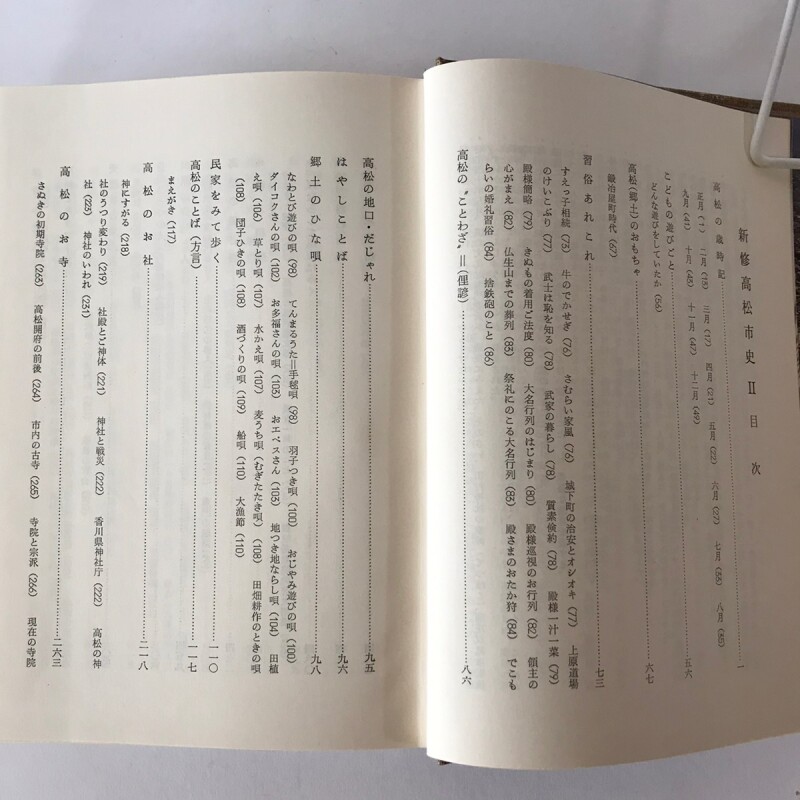 新修高松市史Ⅱ 目次
高松の歳時記……一
正月(1) 二月(15) 三月(17) 四月(21) 五月(25) 六月(27) 七月(33) 八月(35)
九月(41) 十月(45) 十一月(47) 十二月(49)
こどもの遊びごと……五六
どんな遊びをしていたか(56)
高松(郷土)のおもちゃ……六七
鍛冶屋町時代(67)
習俗あれこれ……七三
すえっ子相続(73) 牛のでかせぎ(76) さむらい家風(76) 城下町の治安とオシオキ(77) 上原道場
のけいこぶり(77) 武士は恥を知る(78) 武家の暮らし(78) 質素倹約(78) 殿様一汁一菜(79)
殿様簡略(79) きぬもの着用ご法度(80) 大名行列のはじまり(80) 殿様巡視のお行列(82) 領主の
心がまえ(82) 仏生山までの葬列(83) 祭礼にのこる大名行列(83) 殿さまのおたか狩(84) でこも
らいの婚礼習俗(84) 捨鉄砲のこと(86)
高松の〝ことわざ〟=(俚諺)……八六
高松の地口・だじゃれ……九五
はやしことば……九六
郷土のひな唄……九八
なわとび遊びの唄(98) てんまるうた=手毬唄(98) 羽子つき唄(100) おじゃみ遊びの唄(100)
ダイコクさんの唄(102) お多福さんの唄(103) おエベスさん(103) 地つき地ならし唄(104) 田植
え唄(106) 草とり唄(107) 水かえ唄(107) 麦うち唄(むぎたたき唄)(108) 田畑耕作のときの唄
(108) 団子ひきの唄(108) 酒づくりの唄(109) 船唄(110) 大漁節(110)
民家をみて歩く……一一〇
高松のことば(方言)……一一七
まえがき(117)
高松のお社……二一八
神にすがる(218)
社のうつり変わり(219) 社殿とご神体(221) 神社と戦災(222) 香川県神社庁(222) 高松の神
社(223) 神社のいわれ(231)
高松のお寺……二六三
さぬきの初期寺院(263) 高松開府の前後(264) 市内の古寺(265) 寺院と宗派(266) 現在の寺院